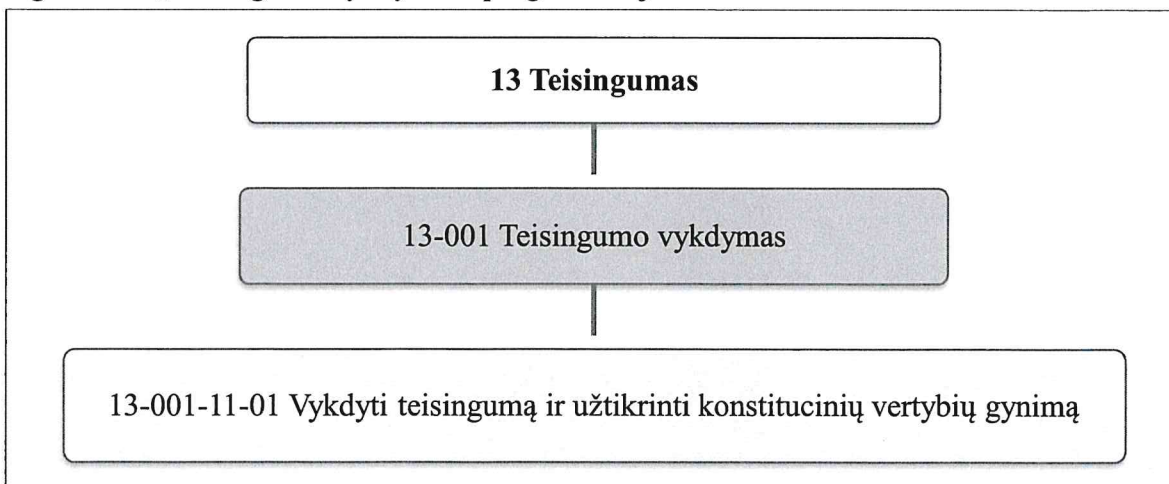 13 Teisingumas
13-001 Teisingumo vykdymas
13-001-11-01 Vykdyti teisingumą ir užtikrinti konstitucinių vertybių gynimą